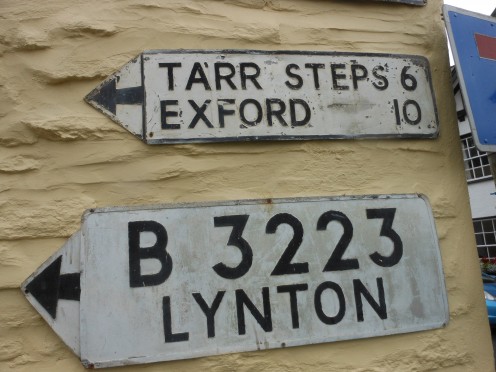 TARR STEPS 6
EXFORD 10
B 3223
LYNTON